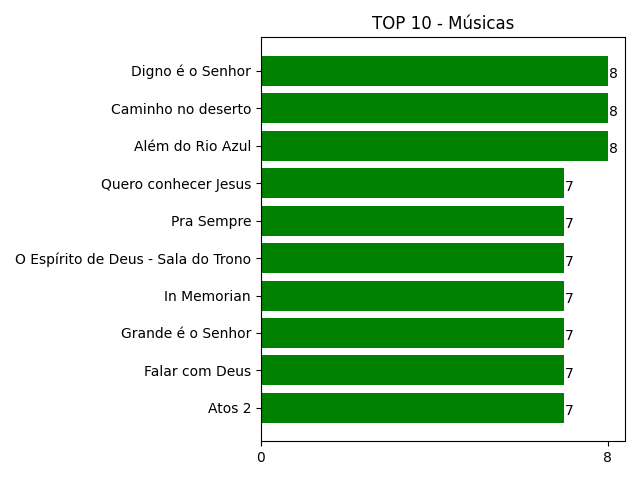 TOP 10 - Músicas
Digno é o Senhor 8
Caminho no deserto 8
Além do Rio Azul 8
Quero conhecer Jesus 7
Pra Sempre 7
O Espírito de Deus - Sala do Trono 7
In Memorian 7
Grande é o Senhor 7
Falar com Deus 7
Atos 2 7
0 8